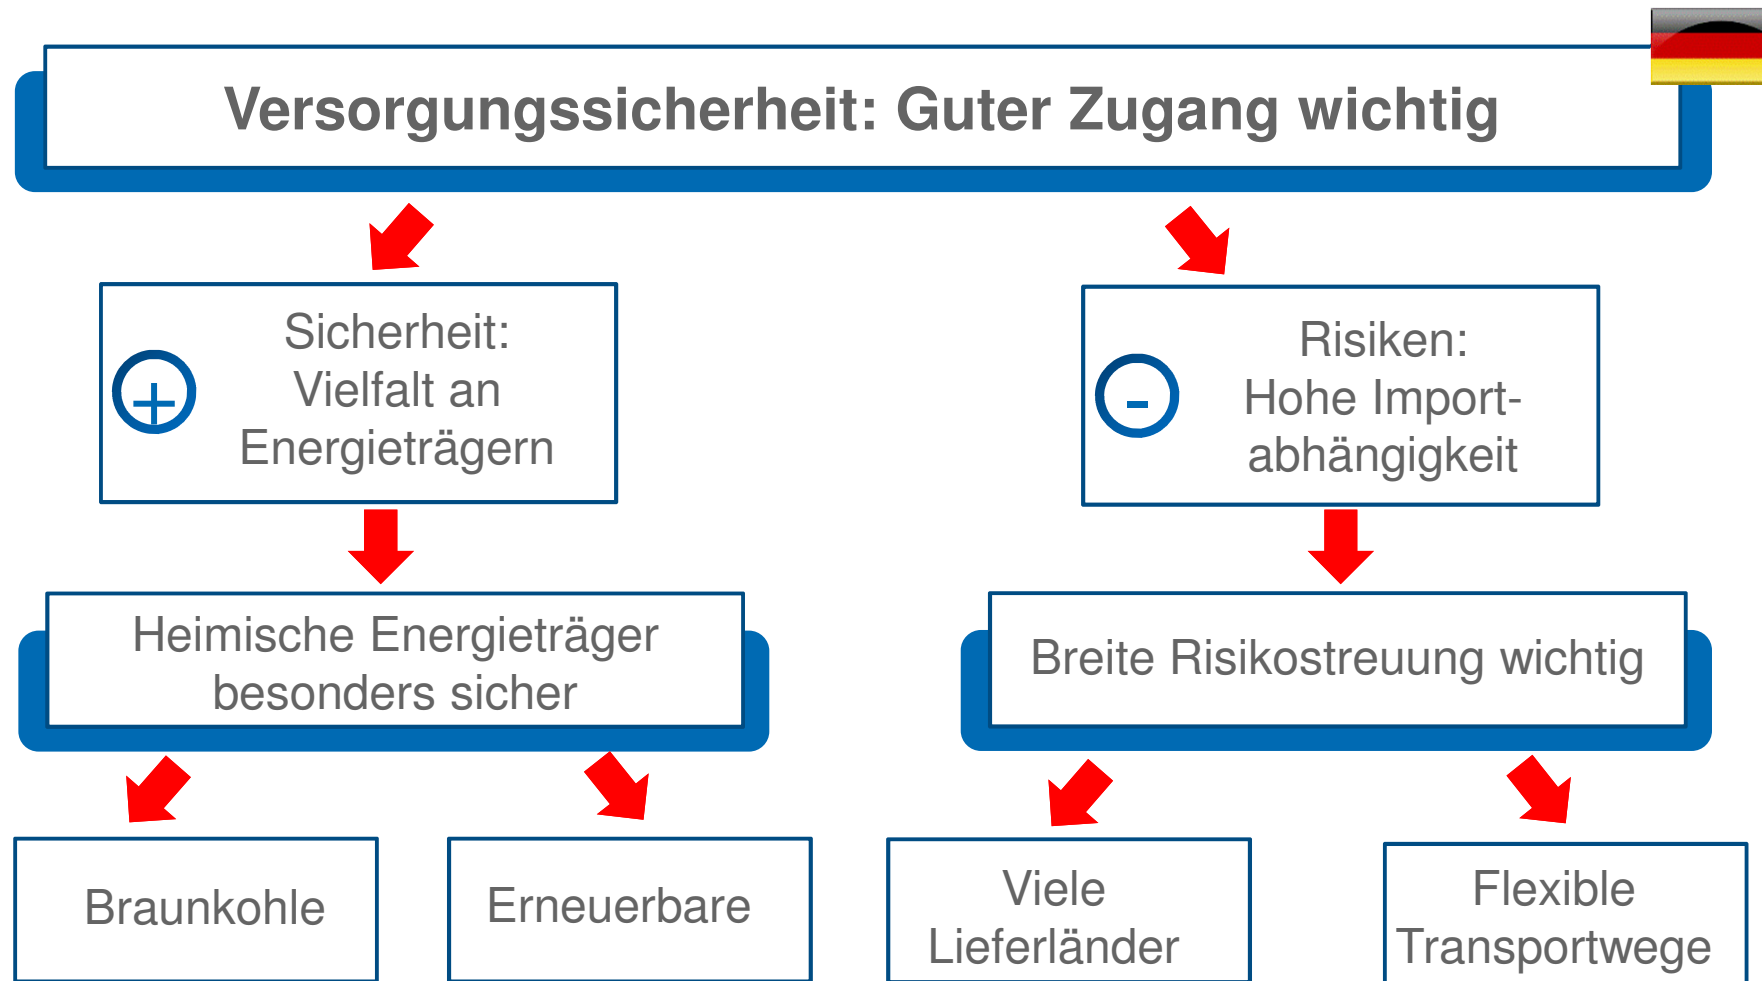 Versorgungssicherheit: Guter Zugang wichtig
+
Sicherheit:
Vielfalt an
Energieträgern
-
Risiken:
Hohe Import-
abhängigkeit
Heimische Energieträger
besonders sicher
Breite Risikostreuung wichtig
Braunkohle
Erneuerbare
Viele
Lieferländer
Flexible
Transportwege